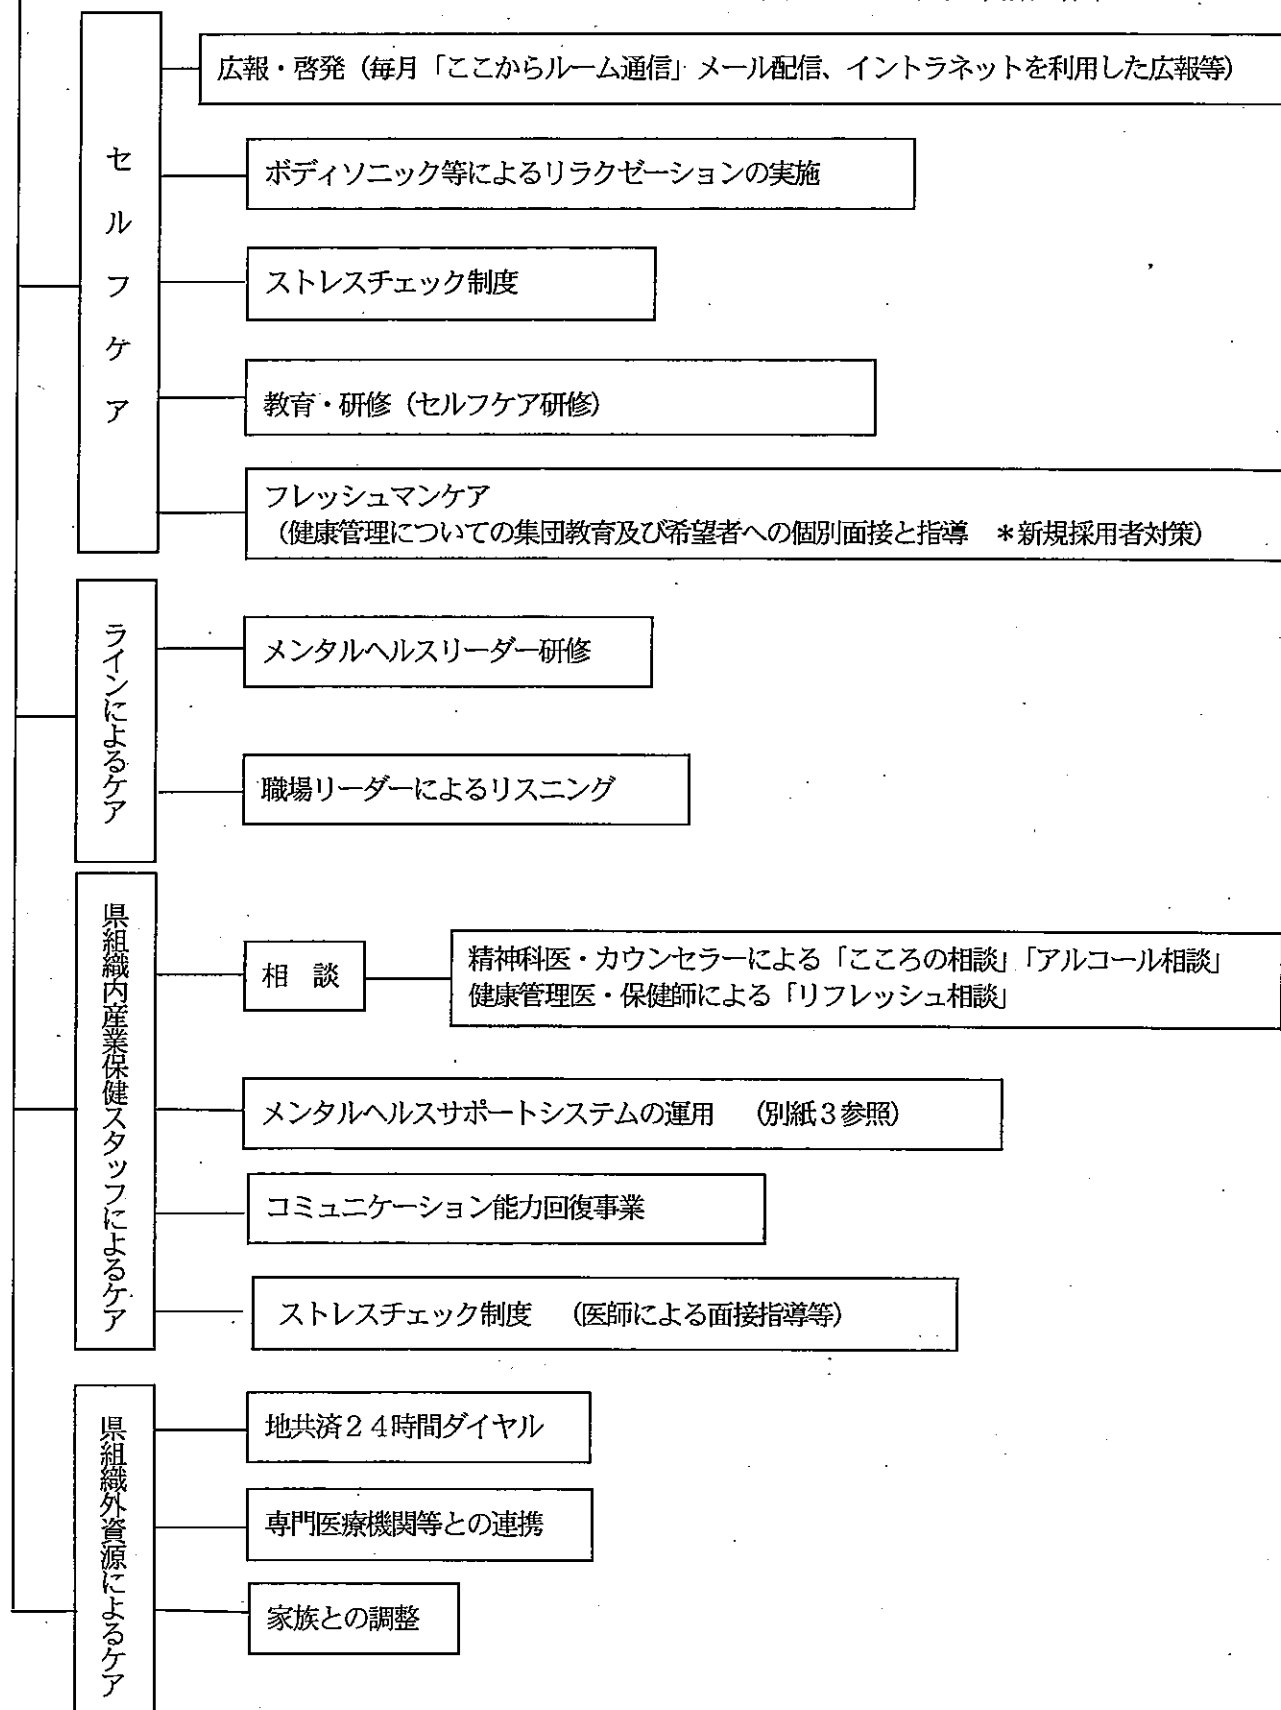 セルフケア
広報・啓発（毎月「ここからルーム通信」メール配信、イントラネットを利用した広報等）
ボディソニック等によるリラクゼーションの実施
ストレスチェック制度
教育・研修（セルフケア研修）
フレッシュマンケア
（健康管理についての集団教育及び希望者への個別面接と指導　＊新規採用者対策）
ラインによるケア
メンタルヘルスリーダー研修
職場リーダーによるリスニング
県組織内産業保健スタッフによるケア
相　談
精神科医・カウンセラーによる「こころの相談」「アルコール相談」
健康管理医・保健師による「リフレッシュ相談」
メンタルヘルスサポートシステムの運用　（別紙３参照）
コミュニケーション能力回復事業
ストレスチェック制度　（医師による面接指導等）
県組織外資源によるケア
地共済２４時間ダイヤル
専門医療機関等との連携
家族との調整